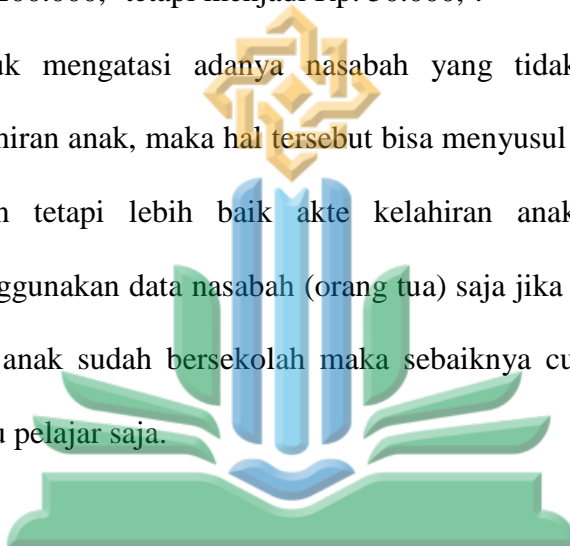 100.000,- tetapi menjadi Rp. 50.000,-.
uk mengatasi adanya nasabah yang tidak
hiran anak, maka hal tersebut bisa menyusul
n tetapi lebih baik akte kelahiran anak
ggunakan data nasabah (orang tua) saja jika
anak sudah bersekolah maka sebaiknya cu
u pelajar saja.